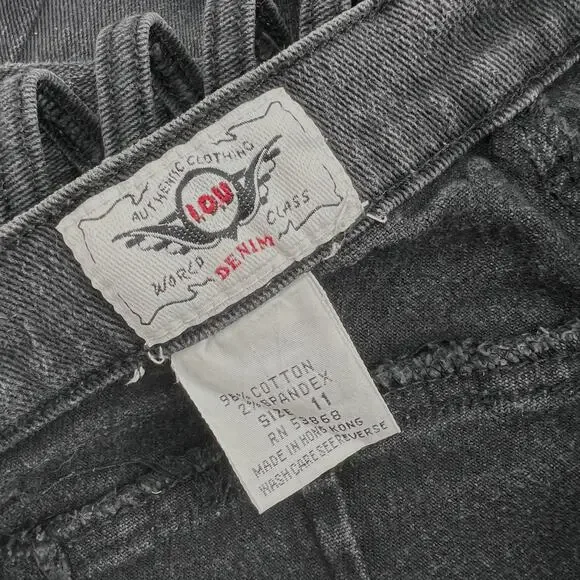 AUTHENTIC CLOTHING
I.O.U
WORLD CLASS
DENIM
98% COTTON
2% SPANDEX
SIZE 11
RN 53868
MADE IN HONG KONG
WASH CARE SEE REVERSE